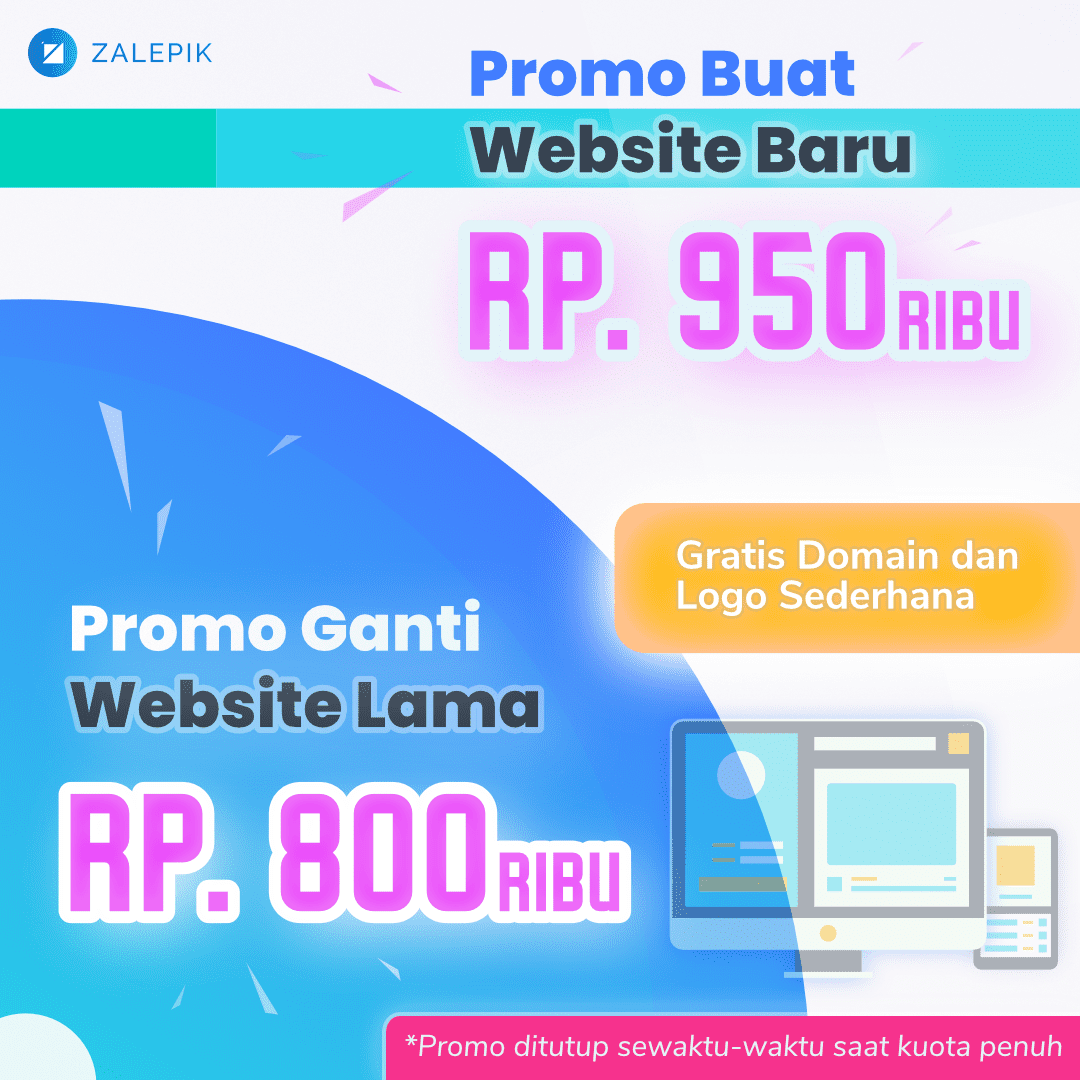 ZALEPIK
Promo Buat
Website Baru
RP. 950RIBU
Gratis Domain dan
Logo Sederhana
Promo Ganti
Website Lama
RP. 800RIBU
*Promo ditutup sewaktu-waktu saat kuota penuh